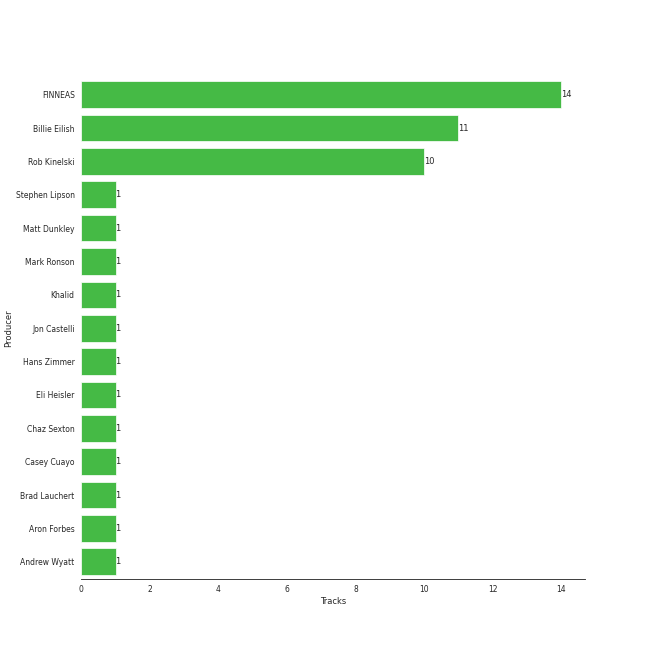 FINNEAS 14
Billie Eilish 11
Rob Kinelski 10
Stephen Lipson 1
Matt Dunkley 1
Mark Ronson 1
Khalid 1
Jon Castelli 1
Hans Zimmer 1
Eli Heisler 1
Chaz Sexton 1
Casey Cuayo 1
Brad Lauchert 1
Aron Forbes 1
Andrew Wyatt 1
Producer
0 2 4 6 8 10 12 14
Tracks